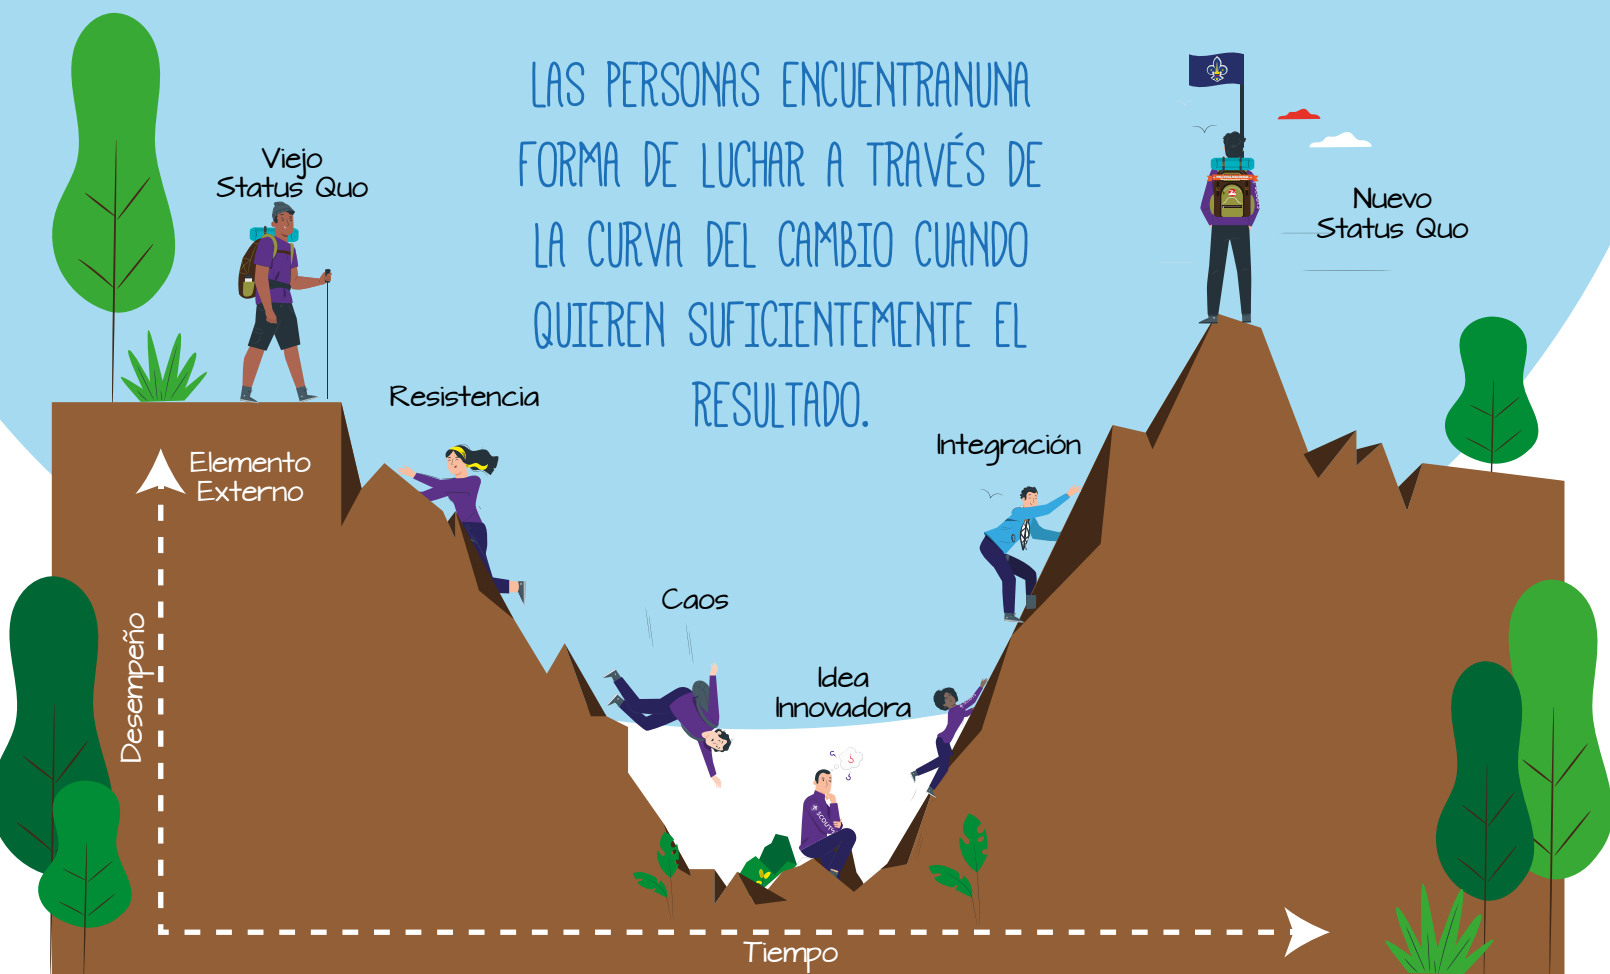 LAS PERSONAS ENCUENTRANUNA
FORMA DE LUCHAR A TRAVÉS DE
LA CURVA DEL CAMBIO CUANDO
QUIEREN SUFICIENTEMENTE EL
RESULTADO.
Viejo
Status Quo
Nuevo
Status Quo
Resistencia
Integración
Elemento
Externo
Caos
Idea
Innovadora
Desempeño
SCOUTS
Tiempo